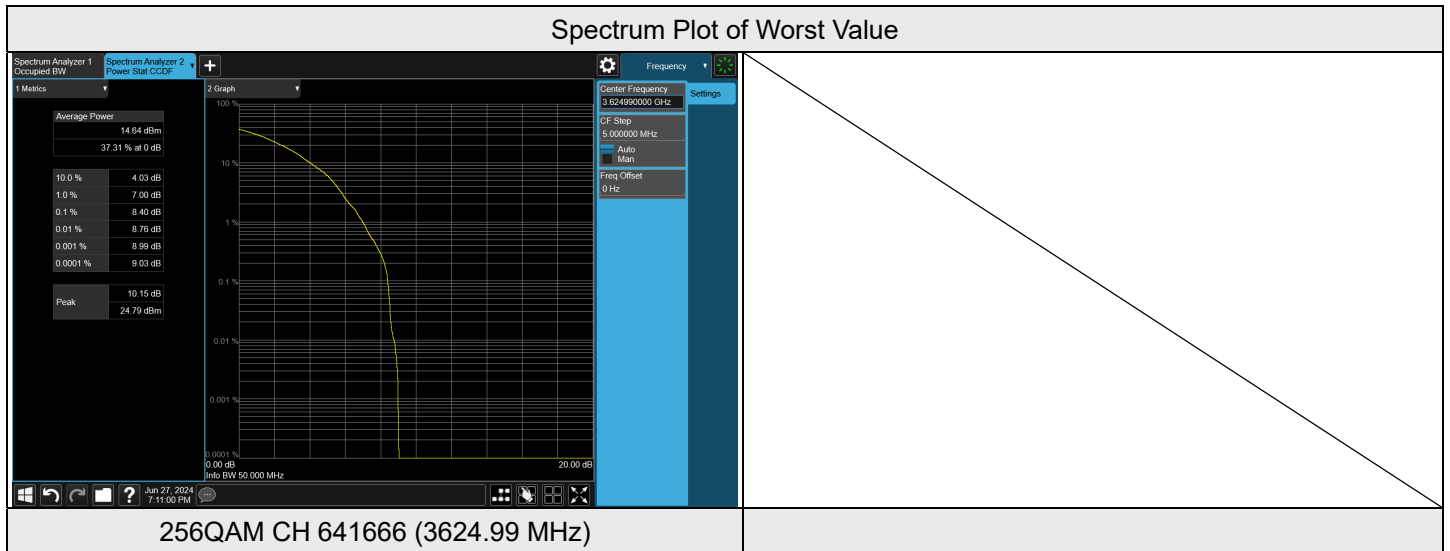 Spectrum Plot of Worst Value
Spectrum Analyzer 1
Occupied BW
Spectrum Analyzer 2
Power Stat CCDF
Frequency
1 Metrics
Average Power
14.64 dBm
37.31 % at 0 dB
10.0 % 4.03 dB
1.0 % 7.00 dB
0.1 % 8.40 dB
0.01 % 8.76 dB
0.001 % 8.99 dB
0.0001 % 9.03 dB
Peak
10.15 dB
24.79 dBm
2 Graph
100 %
10 %
1 %
0.1 %
0.01 %
0.001 %
0.0001 %
0.00 dB
20.00 dB
Info BW 50.000 MHz
Center Frequency
3.624990000 GHz
Settings
CF Step
5.000000 MHz
Auto
Man
Freq Offset
0 Hz
?
Jun 27, 2024
7:11:00 PM
256QAM CH 641666 (3624.99 MHz)